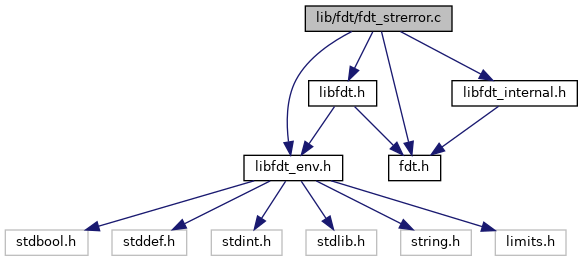 lib/fdt/fdt_strerror.c
libfdt.h
libfdt_internal.h
libfdt_env.h
fdt.h
stdbool.h
stddef.h
stdint.h
stdlib.h
string.h
limits.h